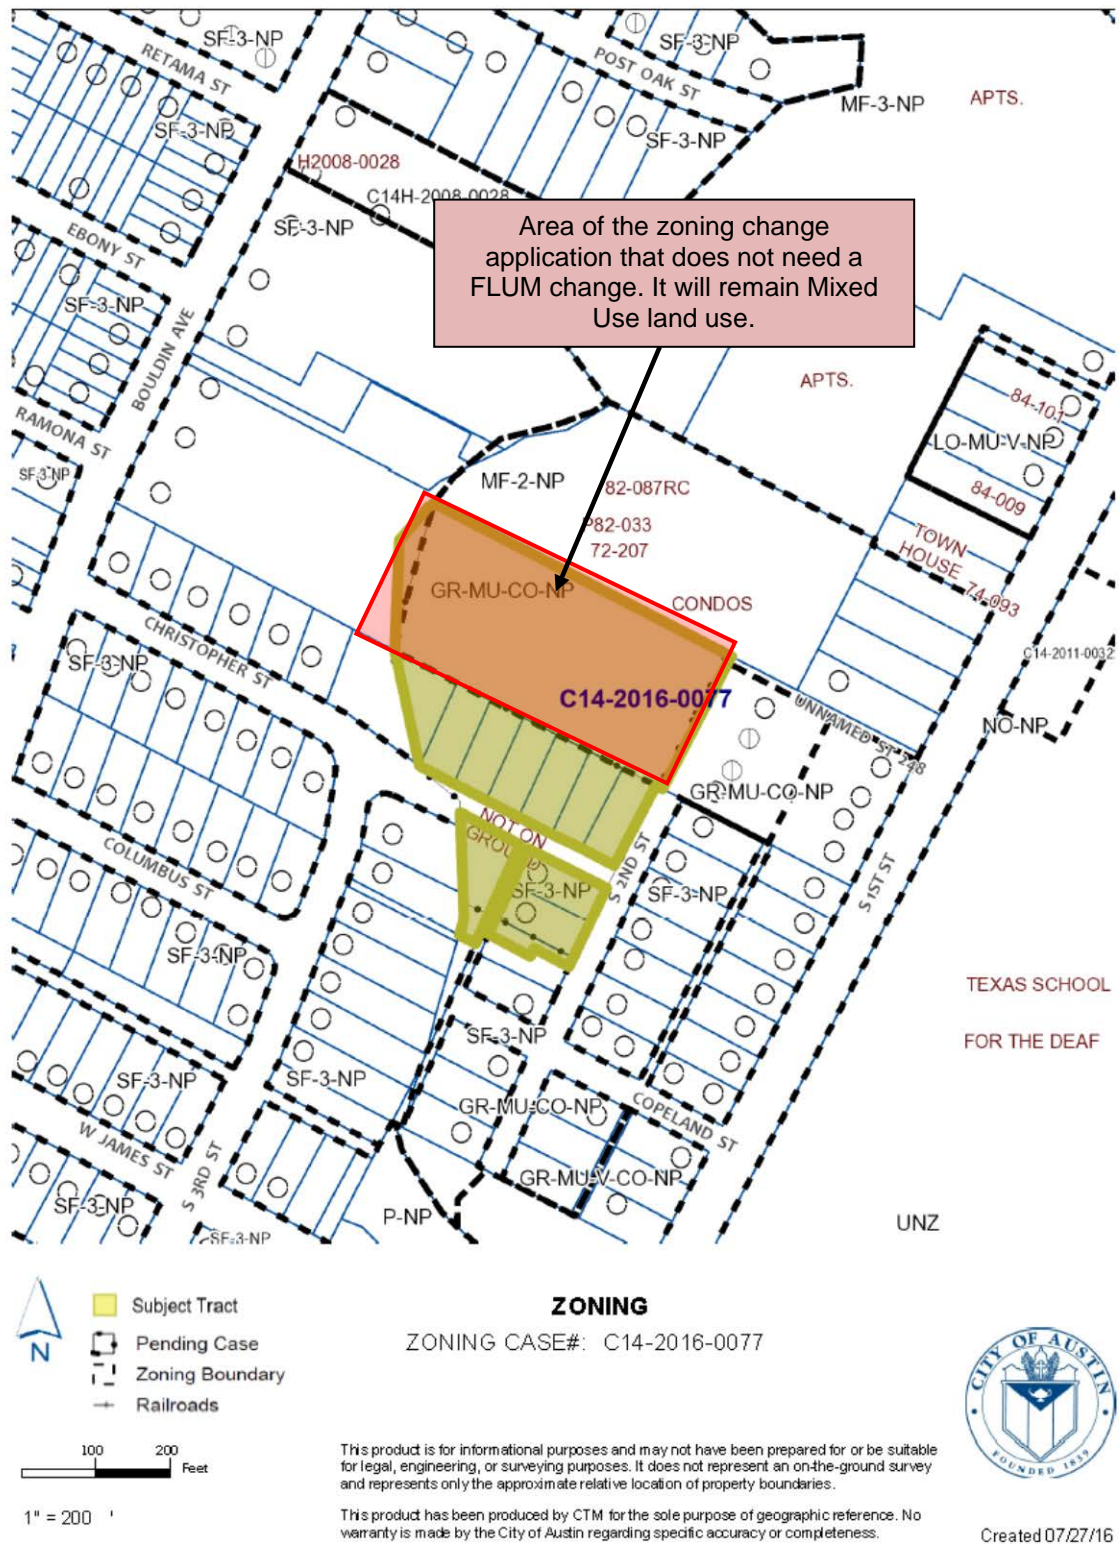 SF-3-NP
SF-3-NP
RETAMA ST
POST OAK ST
MF-3-NP
APTS.
SF-3-NP
SF-3-NP
H2008-0028
C14H-2008-0028
SF-3-NP
EBONY ST
Area of the zoning change
application that does not need a
FLUM change. It will remain Mixed
Use land use.
SF-3-NP
BOULDIN AVE
APTS.
84-101
RAMONA ST
LO-MU-V-NP
SF-3-NP
MF-2-NP
82-087RC
84-009
P82-033
72-207
TOWN
HOUSE 74-093
GR-MU-CO-NP
CONDOS
CHRISTOPHER ST
SF-3-NP
C14-2011-0032
C14-2016-0077
UNNAMED ST 248
NO-NP
GR-MU-CO-NP
NOT ON
GROUND
COLUMBUS ST
SF-3-NP
S 2ND ST
SF-3-NP
S 1ST ST
SF-3-NP
TEXAS SCHOOL
FOR THE DEAF
SF-3-NP
SF-3-NP
SF-3-NP
GR-MU-CO-NP
COPELAND ST
W JAMES ST
S 3RD ST
GR-MU-V-CO-NP
SF-3-NP
P-NP
UNZ
SF-3-NP
N
Subject Tract
Pending Case
Zoning Boundary
Railroads
ZONING
ZONING CASE#: C14-2016-0077
CITY OF AUSTIN
FOUNDED 1839
100 200
Feet
1" = 200 '
This product is for informational purposes and may not have been prepared for or be suitable
for legal, engineering, or surveying purposes. It does not represent an on-the-ground survey
and represents only the approximate relative location of property boundaries.
This product has been produced by CTM for the sole purpose of geographic reference. No
warranty is made by the City of Austin regarding specific accuracy or completeness.
Created 07/27/16